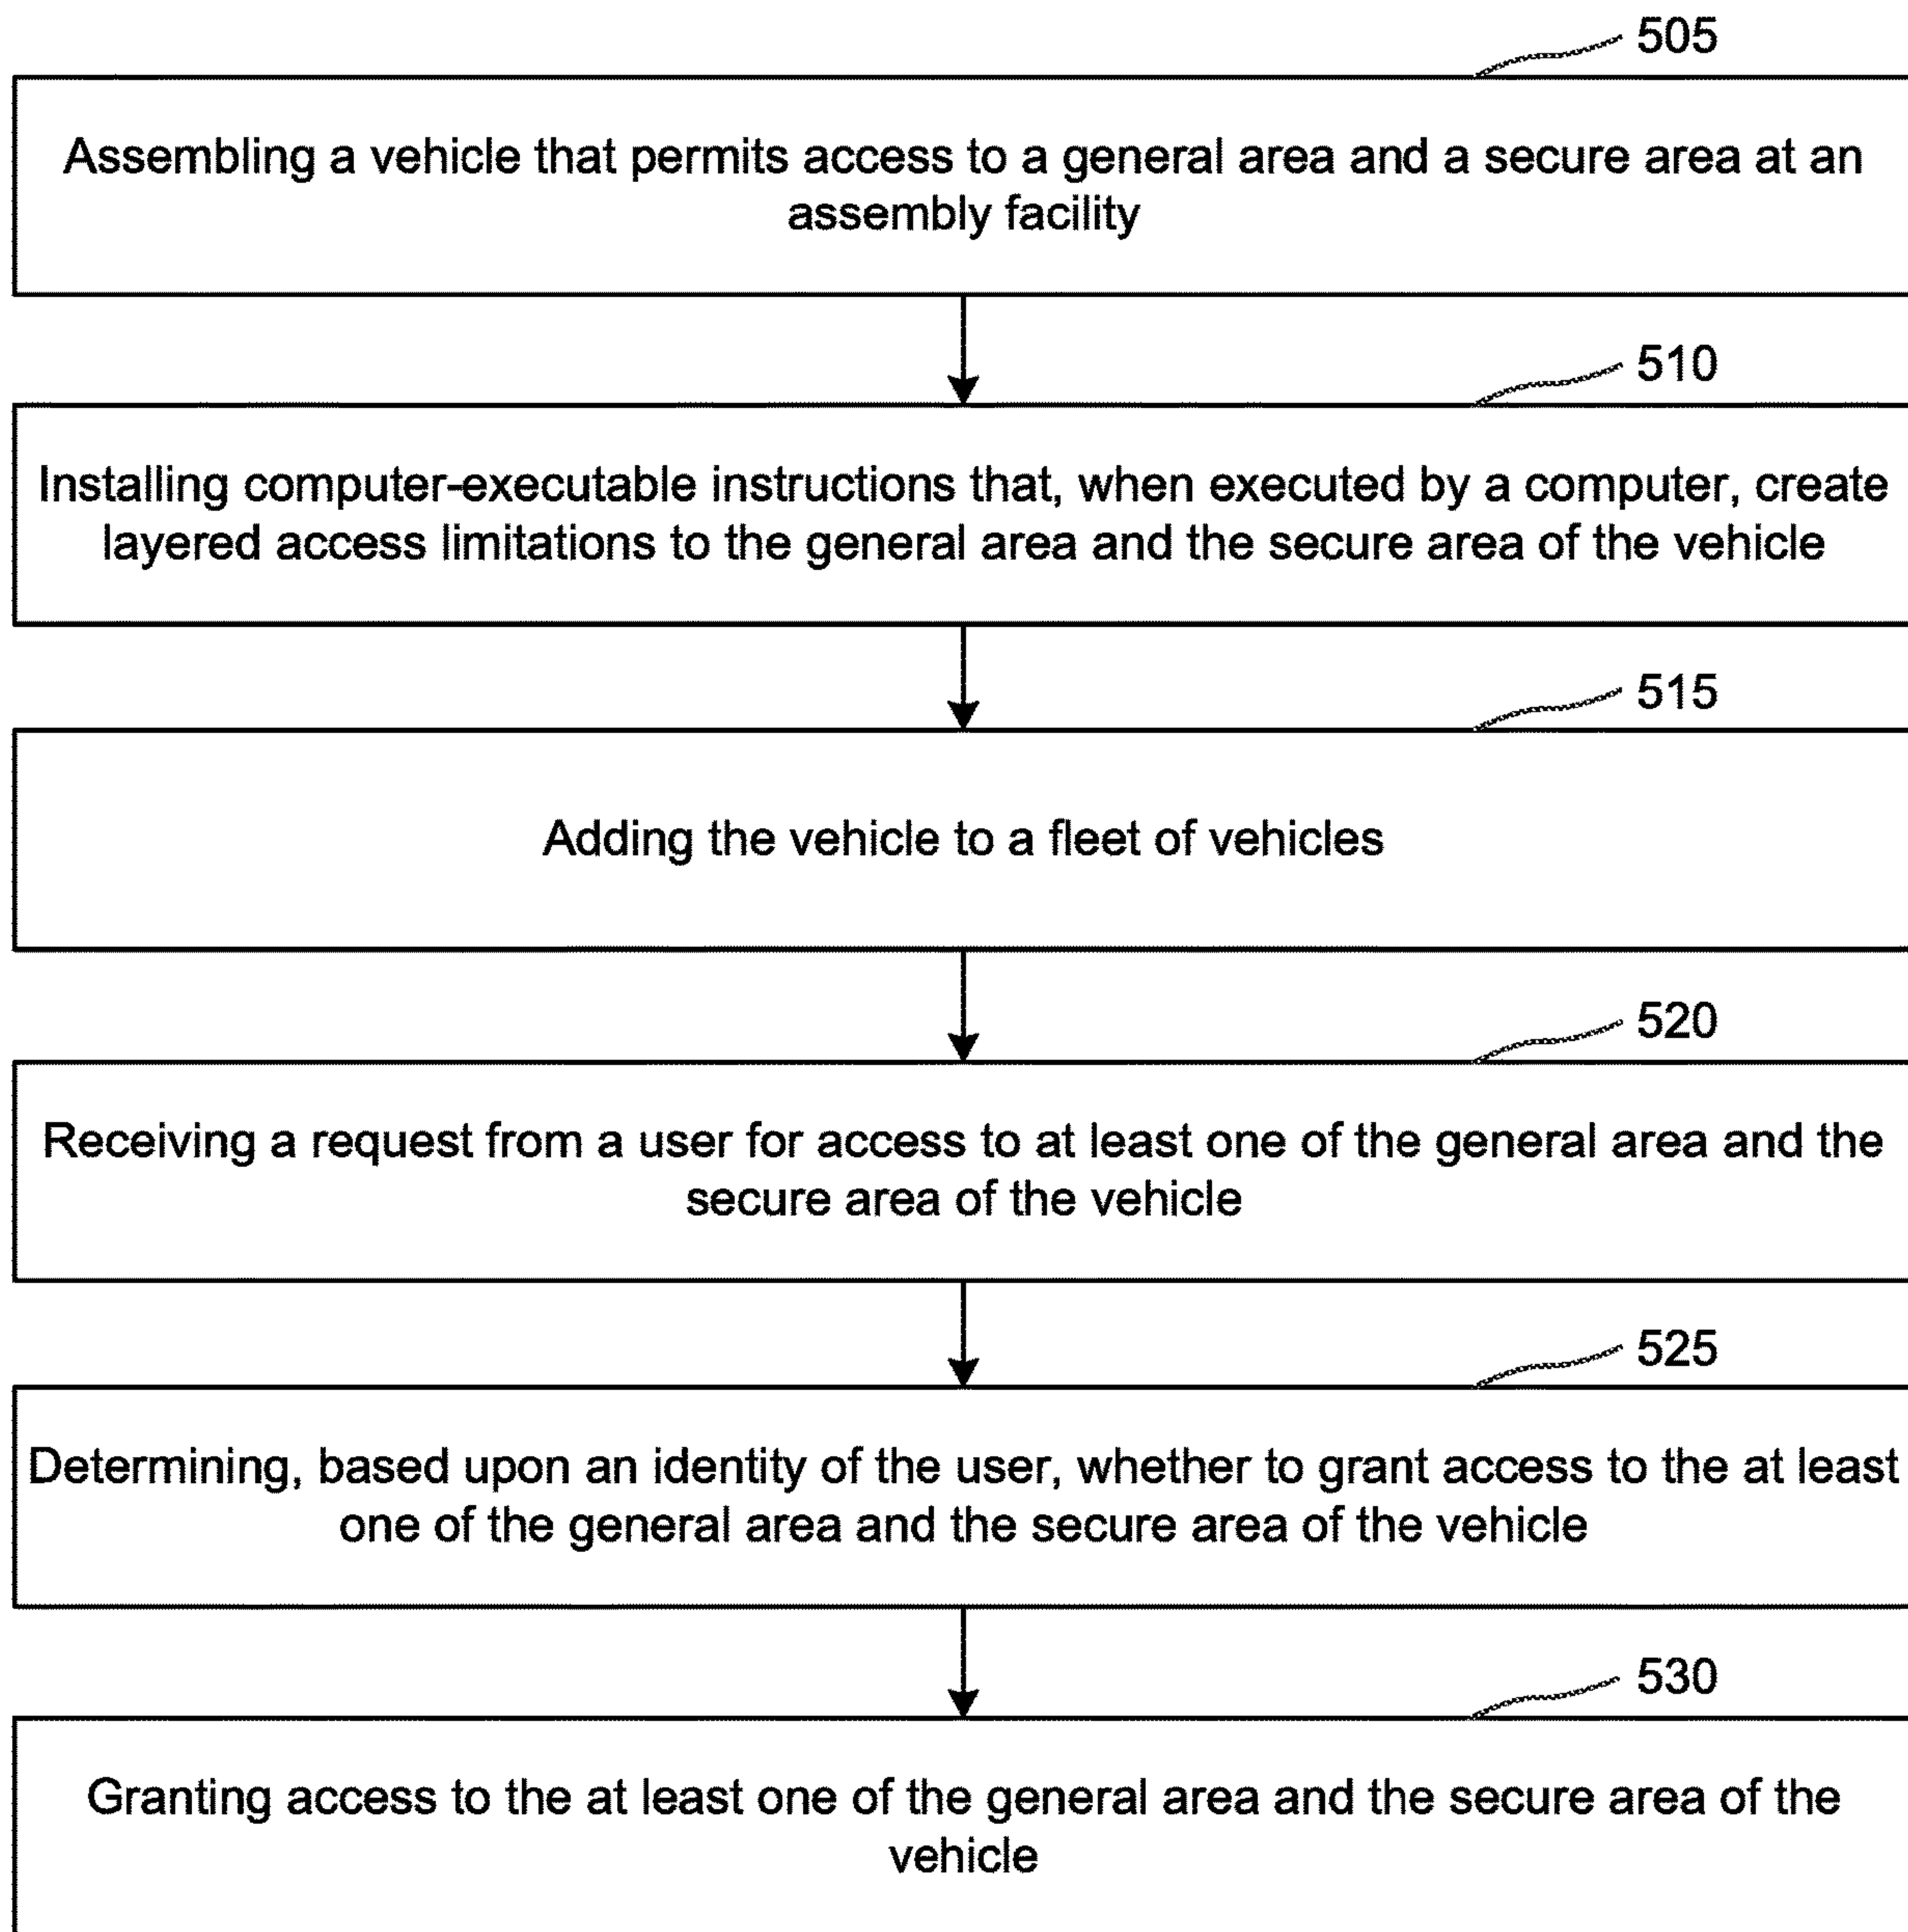 505
Assembling a vehicle that permits access to a general area and a secure area at an
assembly facility
510
Installing computer-executable instructions that, when executed by a computer, create
layered access limitations to the general area and the secure area of the vehicle
515
Adding the vehicle to a fleet of vehicles
520
Receiving a request from a user for access to at least one of the general area and the
secure area of the vehicle
525
Determining, based upon an identity of the user, whether to grant access to the at least
one of the general area and the secure area of the vehicle
530
Granting access to the at least one of the general area and the secure area of the
vehicle